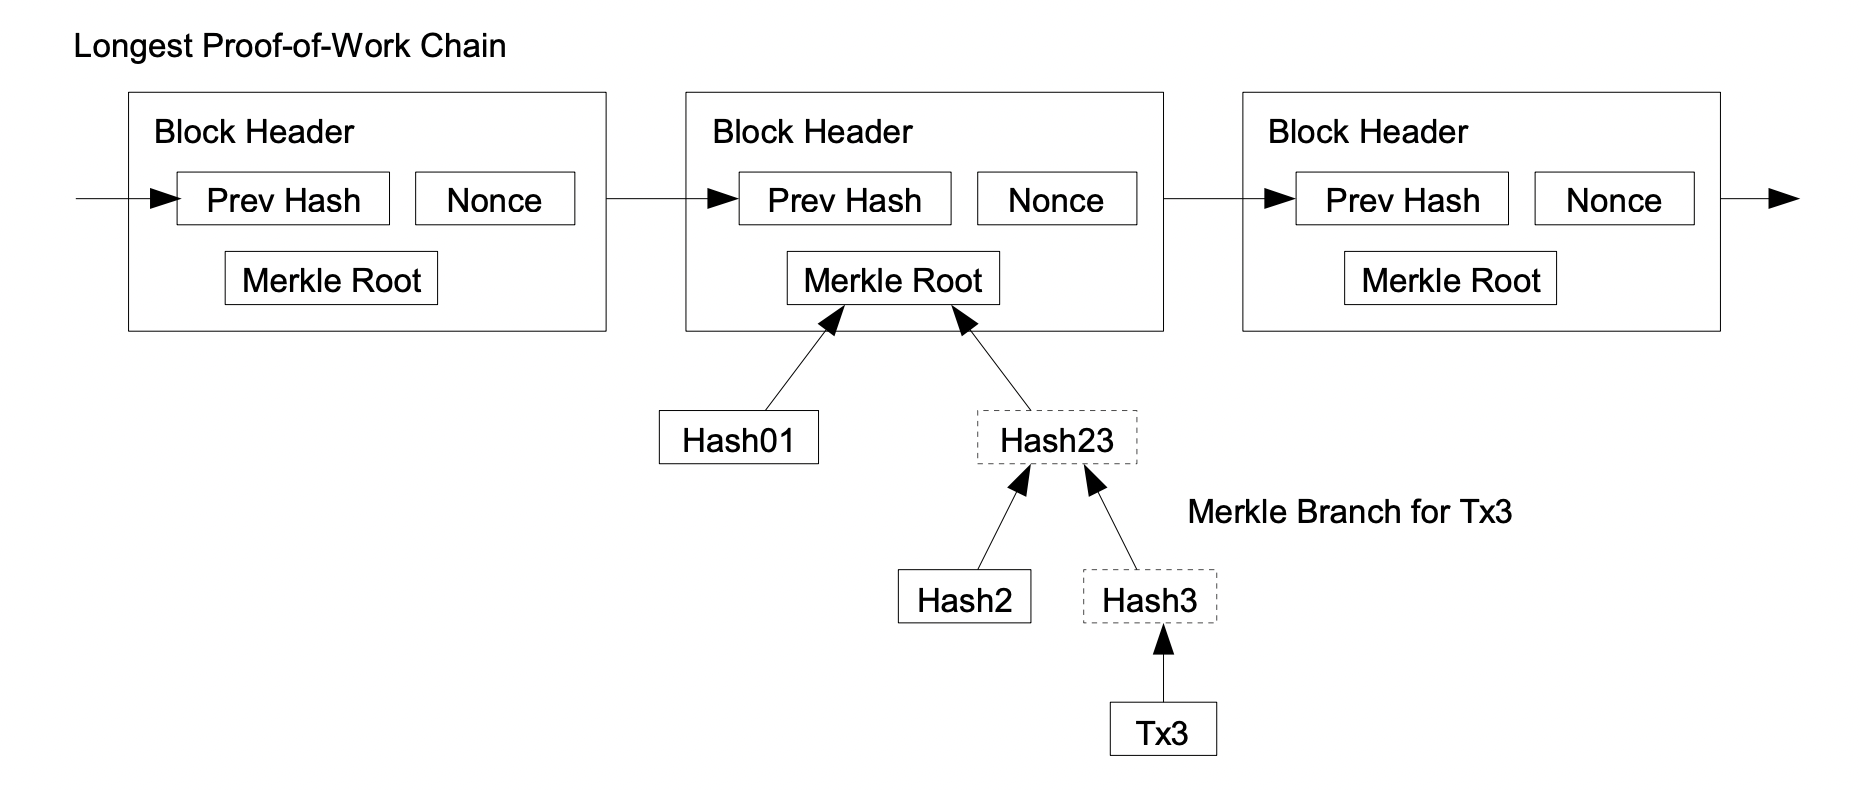 Longest Proof-of-Work Chain
Block Header
Block Header
Block Header
Prev Hash
Nonce
Prev Hash
Nonce
Prev Hash
Nonce
Merkle Root
Merkle Root
Merkle Root
Hash01
Hash23
Merkle Branch for Tx3
Hash2
Hash3
Tx3